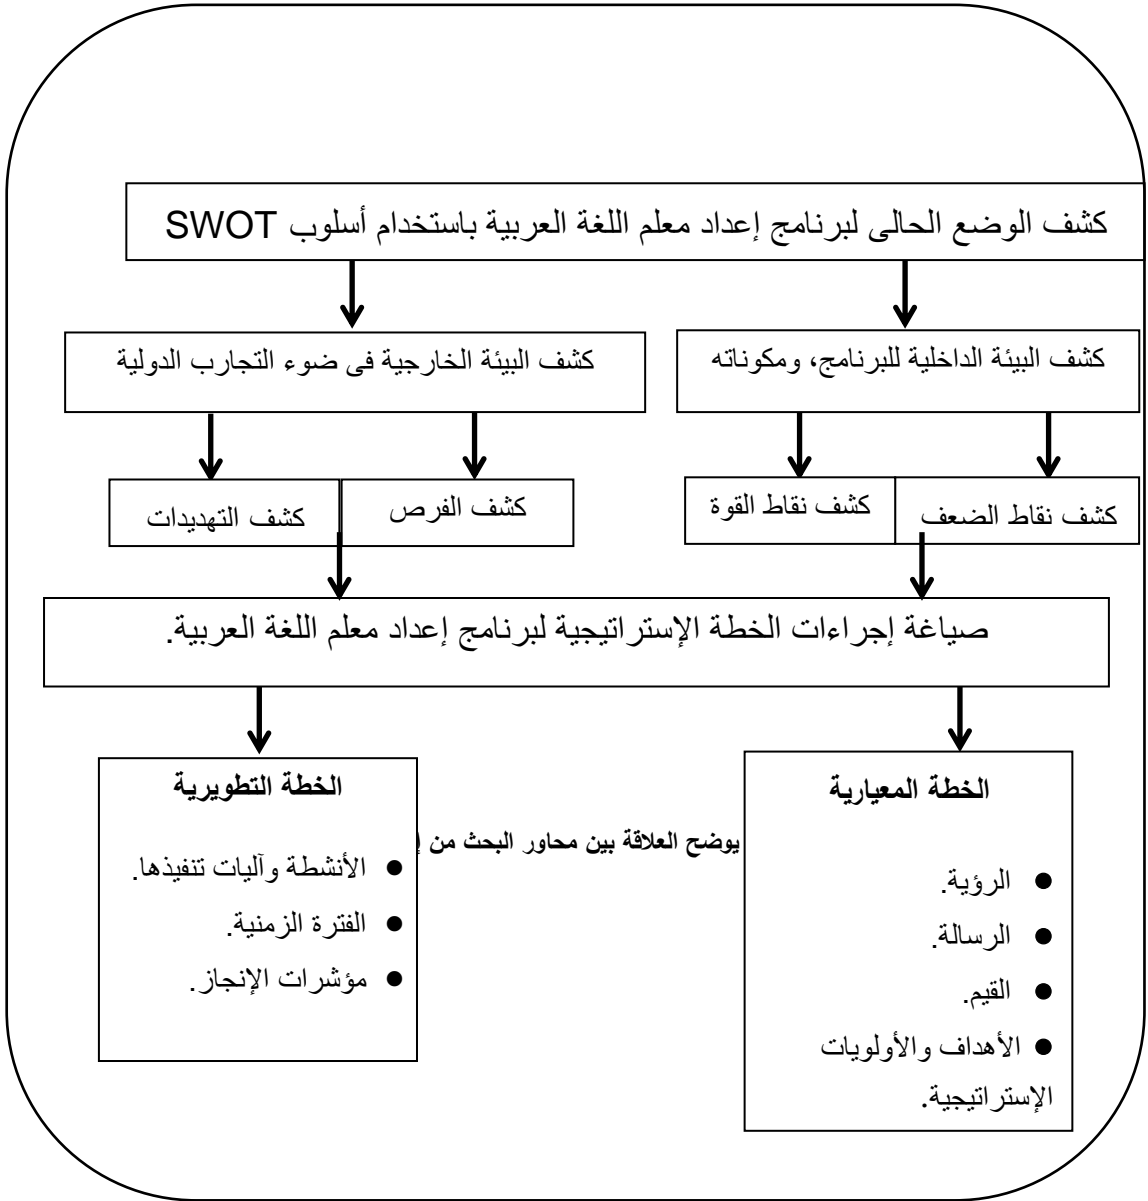 كشف الوضع الحالى لبرنامج إعداد معلم اللغة العربية باستخدام أسلوب SWOT
كشف البيئة الداخلية للبرنامج، ومكوناته
كشف البيئة الخارجية فى ضوء التجارب الدولية
كشف نقاط الضعف
كشف نقاط القوة
كشف الفرص
كشف التهديدات
صياغة إجراءات الخطة الإستراتيجية لبرنامج إعداد معلم اللغة العربية.
الخطة المعيارية
● الرؤية.
● الرسالة.
● القيم.
● الأهداف والأولويات
الإستراتيجية.
يوضح العلاقة بين محاور البحث من
الخطة التطويرية
● الأنشطة وآليات تنفيذها.
● الفترة الزمنية.
● مؤشرات الإنجاز.